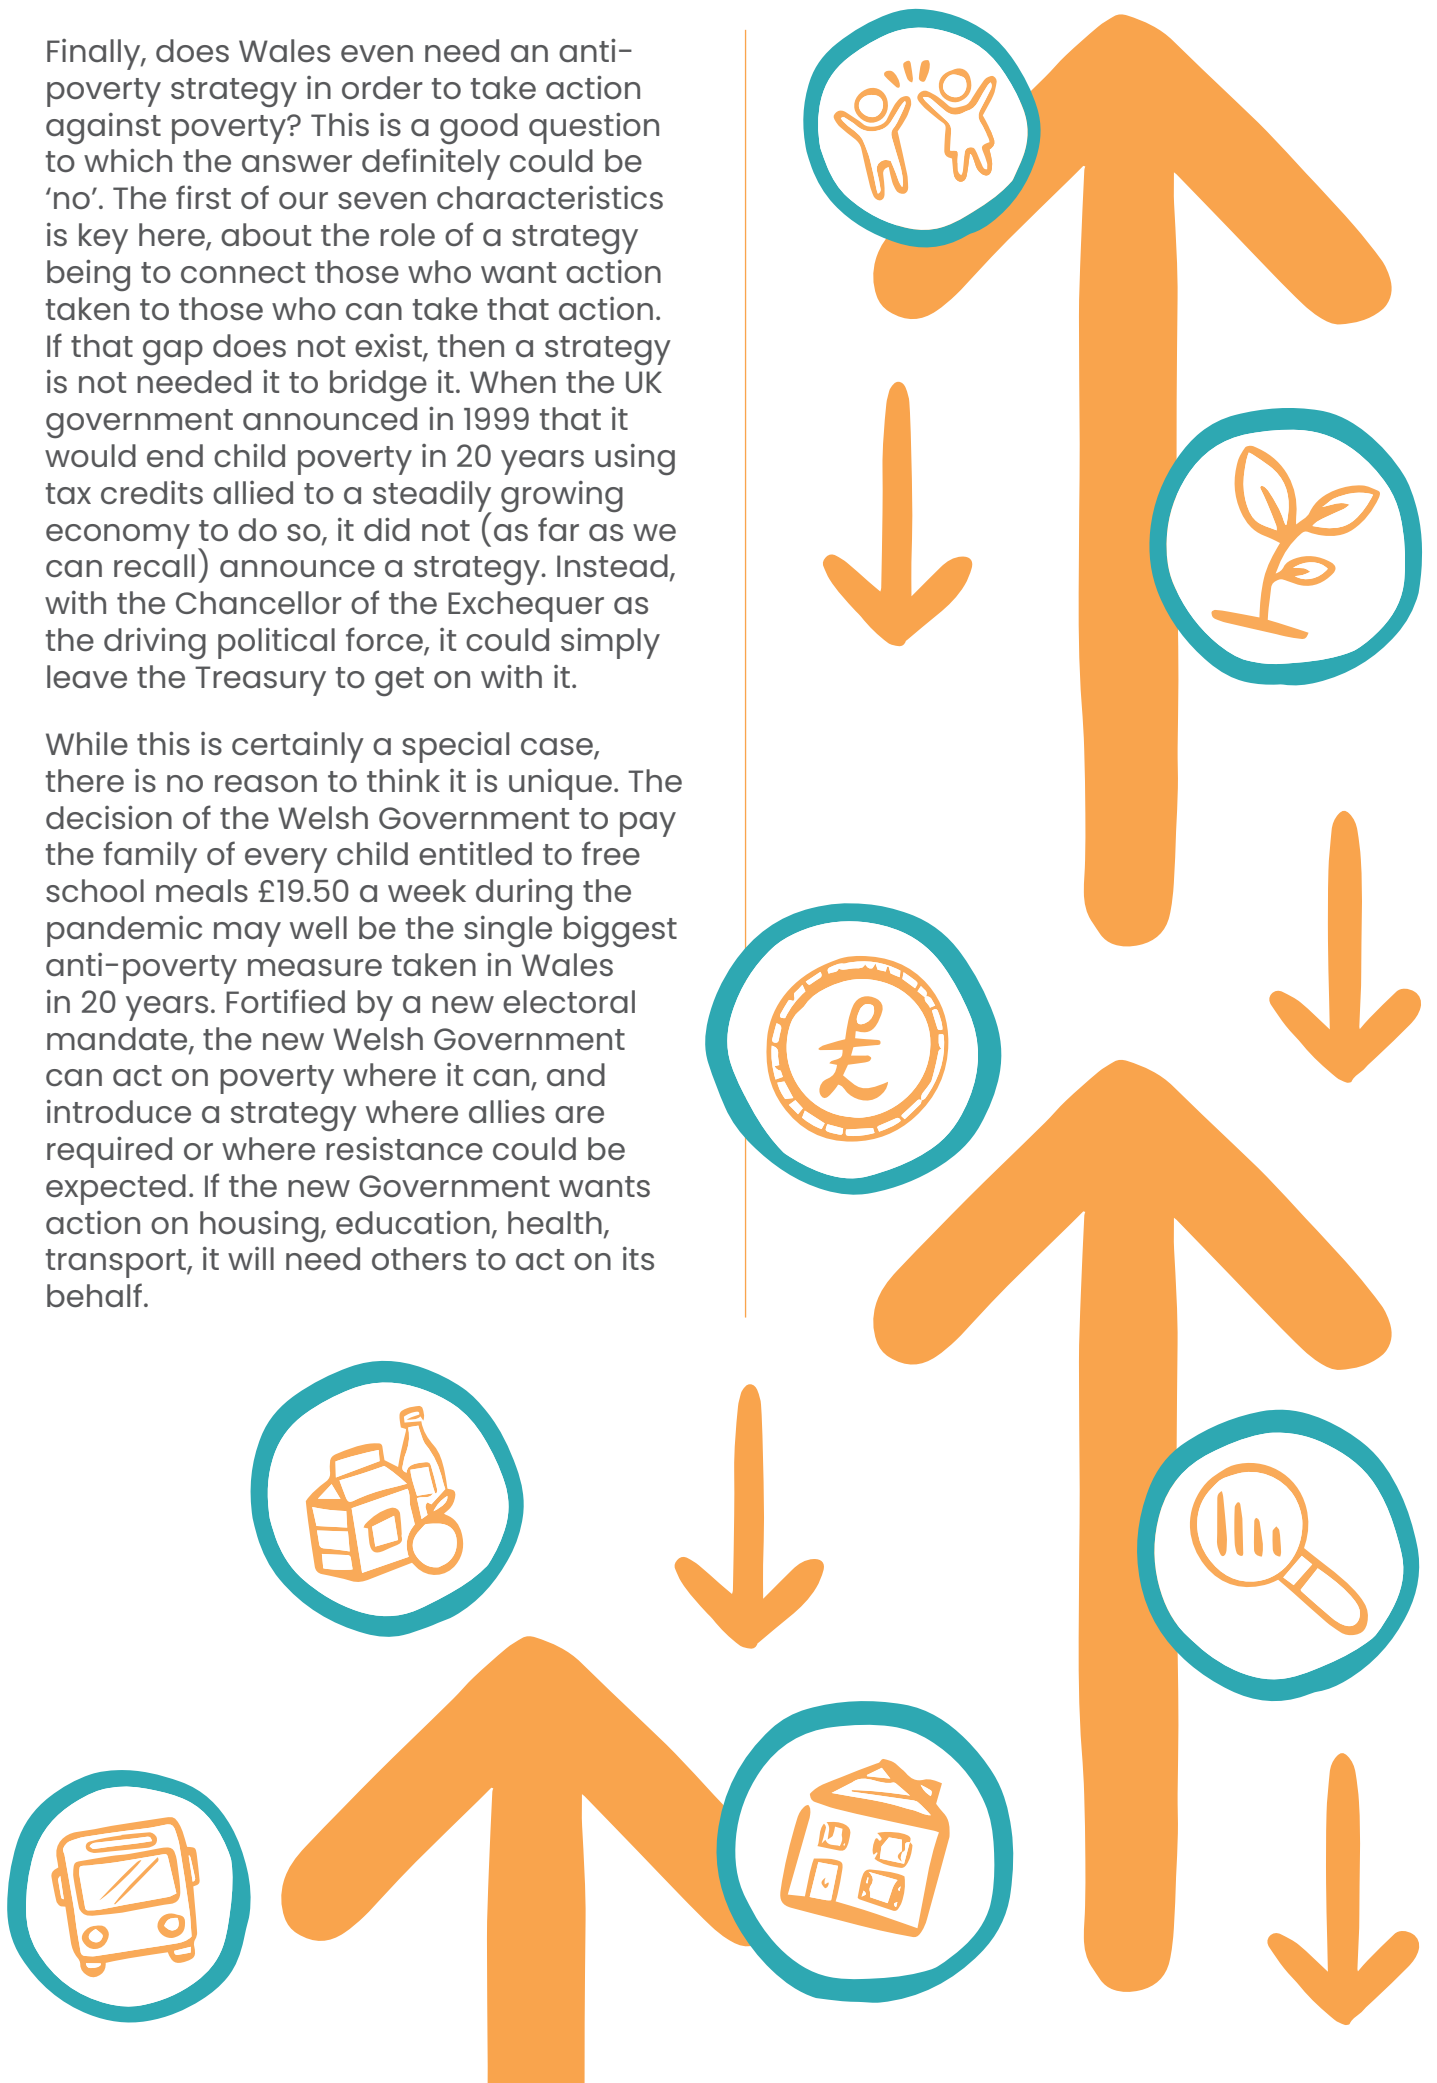 Finally, does Wales even need an anti-
poverty strategy in order to take action
against poverty? This is a good question
to which the answer definitely could be
‘no’. The first of our seven characteristics
is key here, about the role of a strategy
being to connect those who want action
taken to those who can take that action.
If that gap does not exist, then a strategy
is not needed it to bridge it. When the UK
government announced in 1999 that it
would end child poverty in 20 years using
tax credits allied to a steadily growing
economy to do so, it did not (as far as we
can recall) announce a strategy. Instead,
with the Chancellor of the Exchequer as
the driving political force, it could simply
leave the Treasury to get on with it.
While this is certainly a special case,
there is no reason to think it is unique. The
decision of the Welsh Government to pay
the family of every child entitled to free
school meals £19.50 a week during the
pandemic may well be the single biggest
anti-poverty measure taken in Wales
in 20 years. Fortified by a new electoral
mandate, the new Welsh Government
can act on poverty where it can, and
introduce a strategy where allies are
required or where resistance could be
expected. If the new Government wants
action on housing, education, health,
transport, it will need others to act on its
behalf.
£